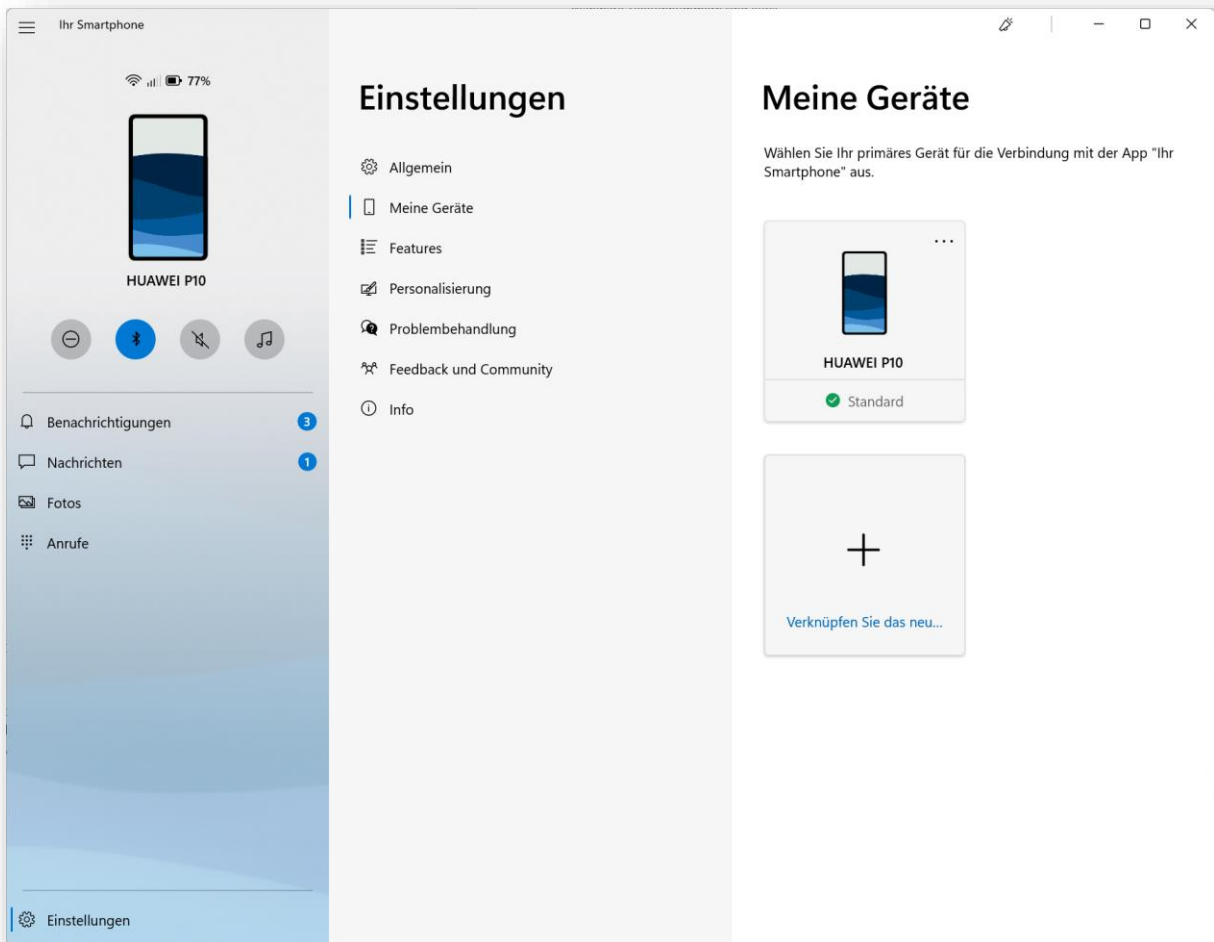 Ihr Smartphone
77%
HUAWEI P10
Benachrichtigungen 3
Nachrichten 1
Fotos
Anrufe
Einstellungen
Einstellungen
Allgemein
Meine Geräte
Features
Personalisierung
Problembehandlung
Feedback und Community
Info
Meine Geräte
Wählen Sie Ihr primäres Gerät für die Verbindung mit der App "Ihr
Smartphone" aus.
...
HUAWEI P10
Standard
Verknüpfen Sie das neu...